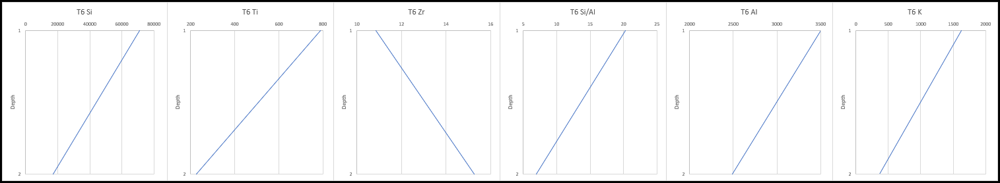 T6 Si
0 20000 40000 60000 80000
1
Depth
2
T6 Ti
200 400 600 800
1
Depth
2
T6 Zr
10 12 14 16
1
Depth
2
T6 Si/Al
5 10 15 20 25
1
Depth
2
T6 Al
2000 2500 3000 3500
1
Depth
2
T6 K
0 500 1000 1500 2000
1
Depth
2